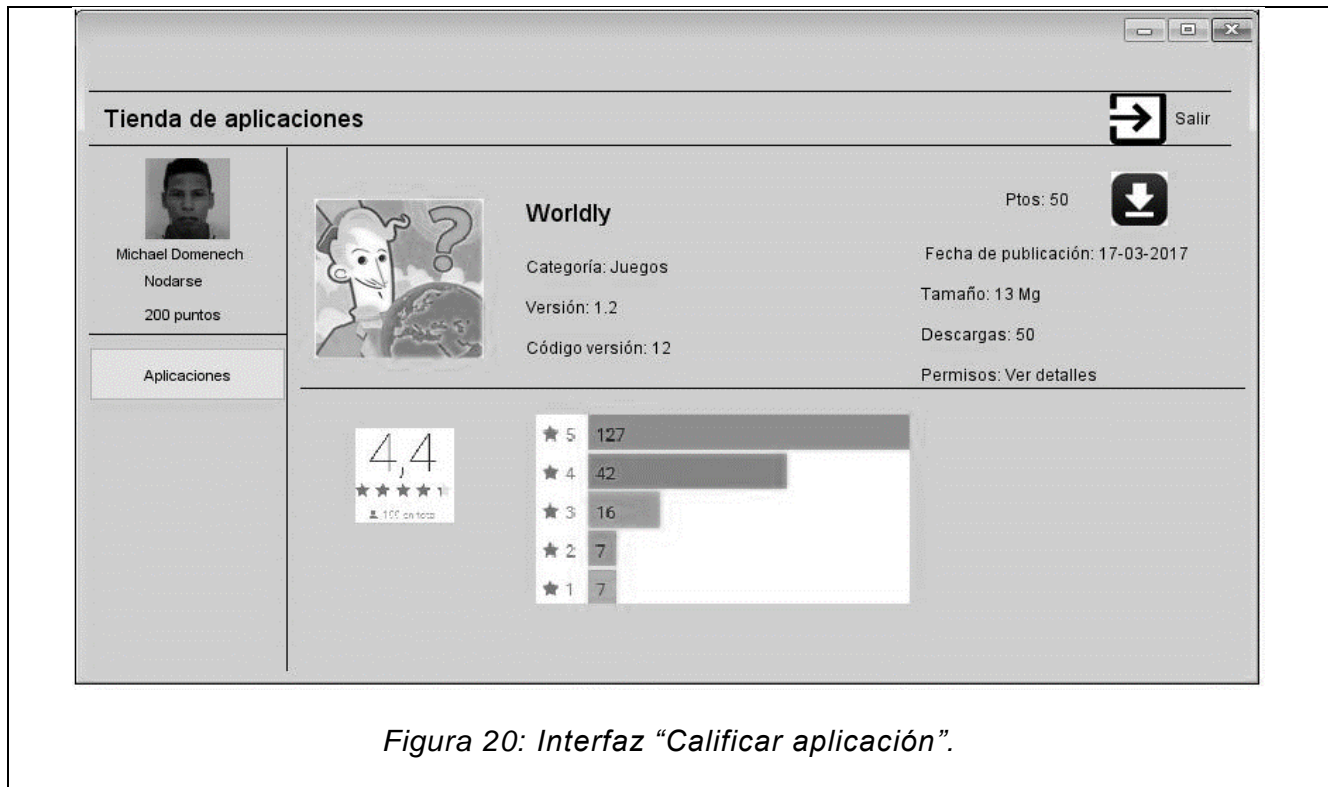 Tienda de aplicaciones
Salir
Michael Domenech
Nodarse
200 puntos
Aplicaciones
Worldly
Categoría: Juegos
Versión: 1.2
Código versión: 12
Ptos: 50
Fecha de publicación: 17-03-2017
Tamaño: 13 Mg
Descargas: 50
Permisos: Ver detalles
4,4
en
5 127
4 42
3 16
2 7
1 7
Figura 20: Interfaz “Calificar aplicación”.